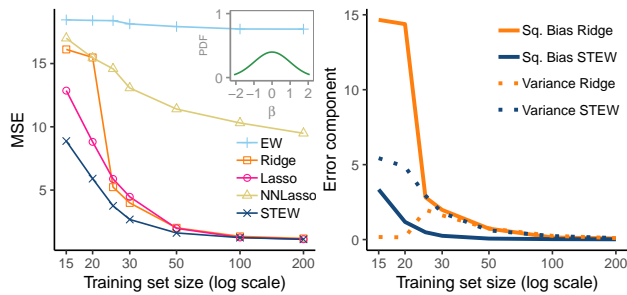 MSE
15
10
5
15 20 30 50 100 200
Training set size (log scale)
PDF
1
0
−2 −1 0 1 2
β
EW
Ridge
Lasso
NNLasso
STEW
Error component
15
10
5
0
15 20 30 50 100 200
Training set size (log scale)
Sq. Bias Ridge
Sq. Bias STEW
Variance Ridge
Variance STEW